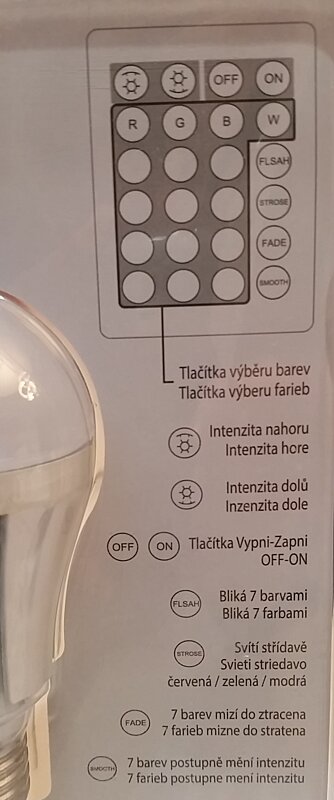 OFF ON
R G B W
FLSAH
STROSE
FADE
SMOOTH
Tlačítka výběru barev
Tlačítka výberu farieb
Intenzita nahoru
Intenzita hore
Intenzita dolů
Inzenzita dole
OFF ON Tlačítka Vypni-Zapni
OFF-ON
FLSAH Bliká 7 barvami
Bliká 7 farbami
STROSE Svítí střídavě
Svieti striedavo
červená / zelená / modrá
FADE 7 barev mizí do ztracena
7 farieb mizne do stratena
SMOOTH 7 barev postupně mění intenzitu
7 farieb postupne mení intenzitu